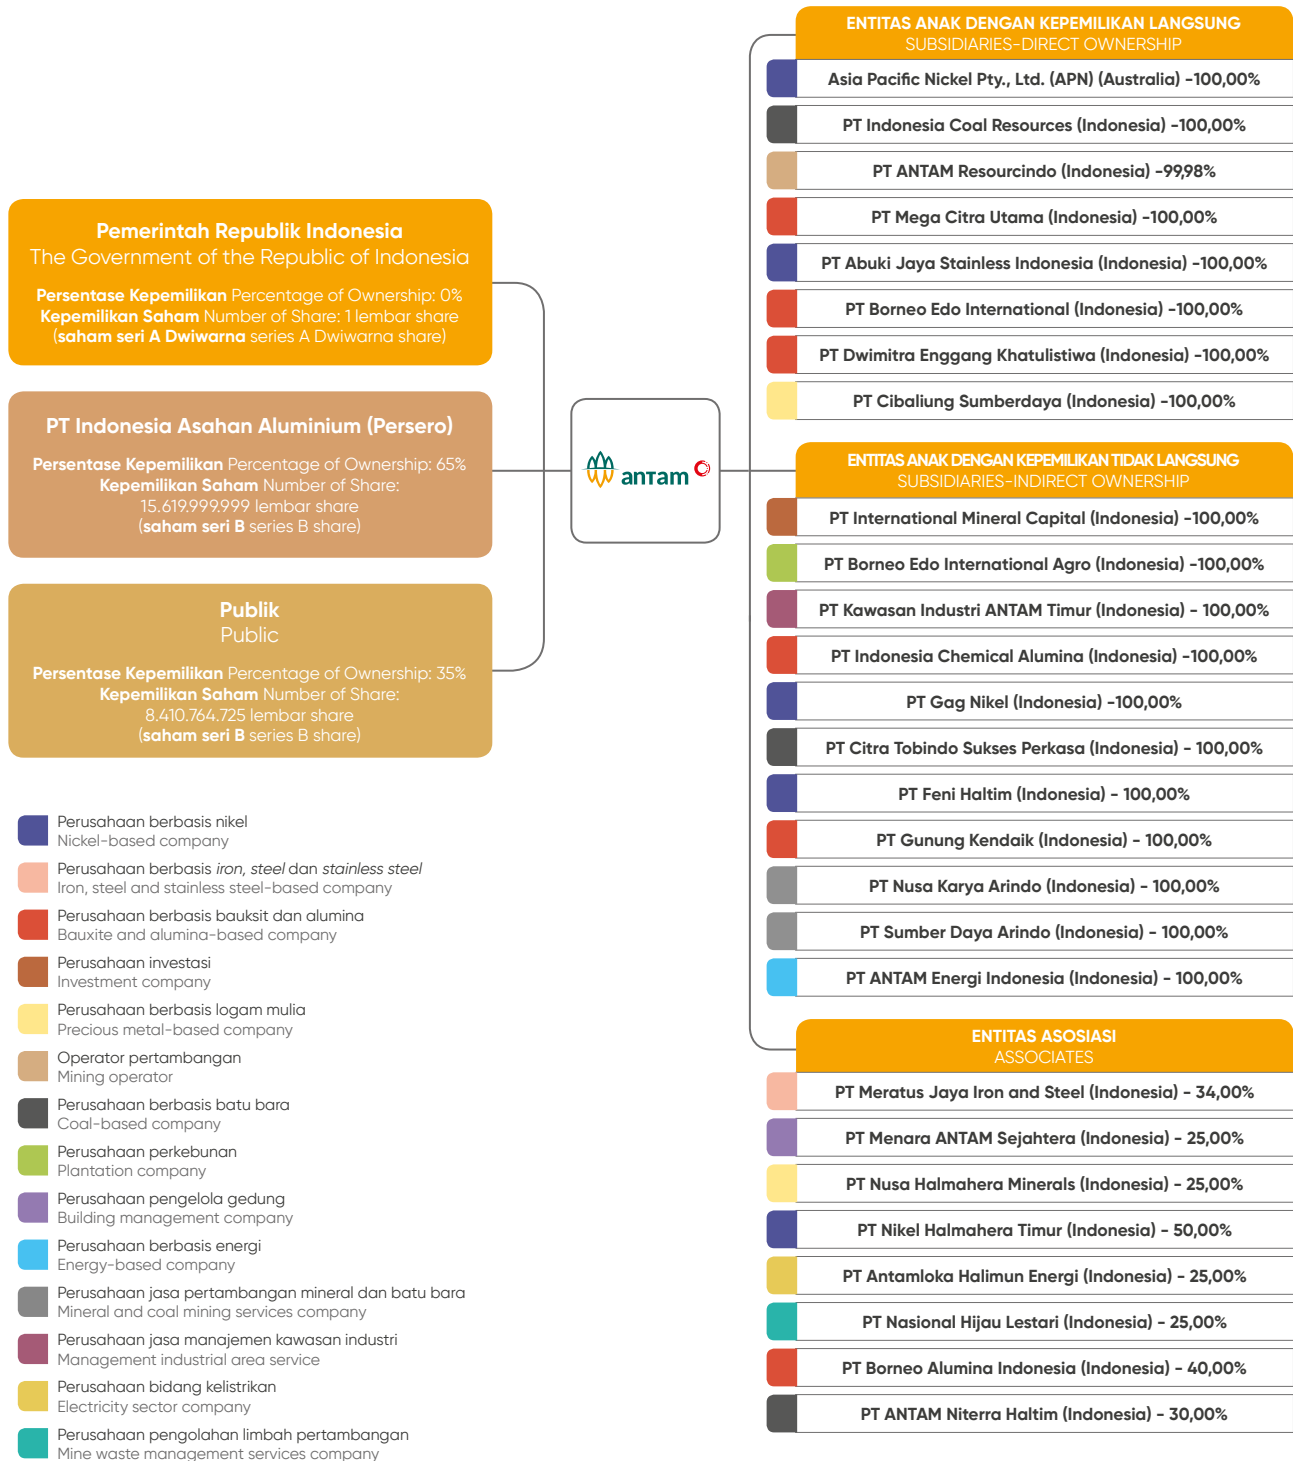 Pemerintah Republik Indonesia
The Government of the Republic of Indonesia
Persentase Kepemilikan Percentage of Ownership: 0%
Kepemilikan Saham Number of Share: 1 lembar share
(saham seri A Dwiwarna series A Dwiwarna share)
PT Indonesia Asahan Aluminium (Persero)
Persentase Kepemilikan Percentage of Ownership: 65%
Kepemilikan Saham Number of Share:
15.619.999.999 lembar share
(saham seri B series B share)
Publik
Public
Persentase Kepemilikan Percentage of Ownership: 35%
Kepemilikan Saham Number of Share:
8.410.764.725 lembar share
(saham seri B series B share)
antam
ENTITAS ANAK DENGAN KEPEMILIKAN LANGSUNG
SUBSIDIARIES-DIRECT OWNERSHIP
Asia Pacific Nickel Pty., Ltd. (APN) (Australia) -100,00%
PT Indonesia Coal Resources (Indonesia) -100,00%
PT ANTAM Resourcindo (Indonesia) -99,98%
PT Mega Citra Utama (Indonesia) -100,00%
PT Abuki Jaya Stainless Indonesia (Indonesia) -100,00%
PT Borneo Edo International (Indonesia) -100,00%
PT Dwimitra Enggang Khatulistiwa (Indonesia) -100,00%
PT Cibaliung Sumberdaya (Indonesia) -100,00%
ENTITAS ANAK DENGAN KEPEMILIKAN TIDAK LANGSUNG
SUBSIDIARIES-INDIRECT OWNERSHIP
PT International Mineral Capital (Indonesia) -100,00%
PT Borneo Edo International Agro (Indonesia) -100,00%
PT Kawasan Industri ANTAM Timur (Indonesia) - 100,00%
PT Indonesia Chemical Alumina (Indonesia) -100,00%
PT Gag Nikel (Indonesia) -100,00%
PT Citra Tobindo Sukses Perkasa (Indonesia) - 100,00%
PT Feni Haltim (Indonesia) - 100,00%
PT Gunung Kendaik (Indonesia) - 100,00%
PT Nusa Karya Arindo (Indonesia) - 100,00%
PT Sumber Daya Arindo (Indonesia) - 100,00%
PT ANTAM Energi Indonesia (Indonesia) - 100,00%
ENTITAS ASOSIASI
ASSOCIATES
PT Meratus Jaya Iron and Steel (Indonesia) - 34,00%
PT Menara ANTAM Sejahtera (Indonesia) - 25,00%
PT Nusa Halmahera Minerals (Indonesia) - 25,00%
PT Nikel Halmahera Timur (Indonesia) - 50,00%
PT Antamloka Halimun Energi (Indonesia) - 25,00%
PT Nasional Hijau Lestari (Indonesia) - 25,00%
PT Borneo Alumina Indonesia (Indonesia) - 40,00%
PT ANTAM Niterra Haltim (Indonesia) - 30,00%
Perusahaan berbasis nikel
Nickel-based company
Perusahaan berbasis iron, steel dan stainless steel
Iron, steel and stainless steel-based company
Perusahaan berbasis bauksit dan alumina
Bauxite and alumina-based company
Perusahaan investasi
Investment company
Perusahaan berbasis logam mulia
Precious metal-based company
Operator pertambangan
Mining operator
Perusahaan berbasis batu bara
Coal-based company
Perusahaan perkebunan
Plantation company
Perusahaan pengelola gedung
Building management company
Perusahaan berbasis energi
Energy-based company
Perusahaan jasa pertambangan mineral dan batu bara
Mineral and coal mining services company
Perusahaan jasa manajemen kawasan industri
Management industrial area service
Perusahaan bidang kelistrikan
Electricity sector company
Perusahaan pengolahan limbah pertambangan
Mine waste management services company